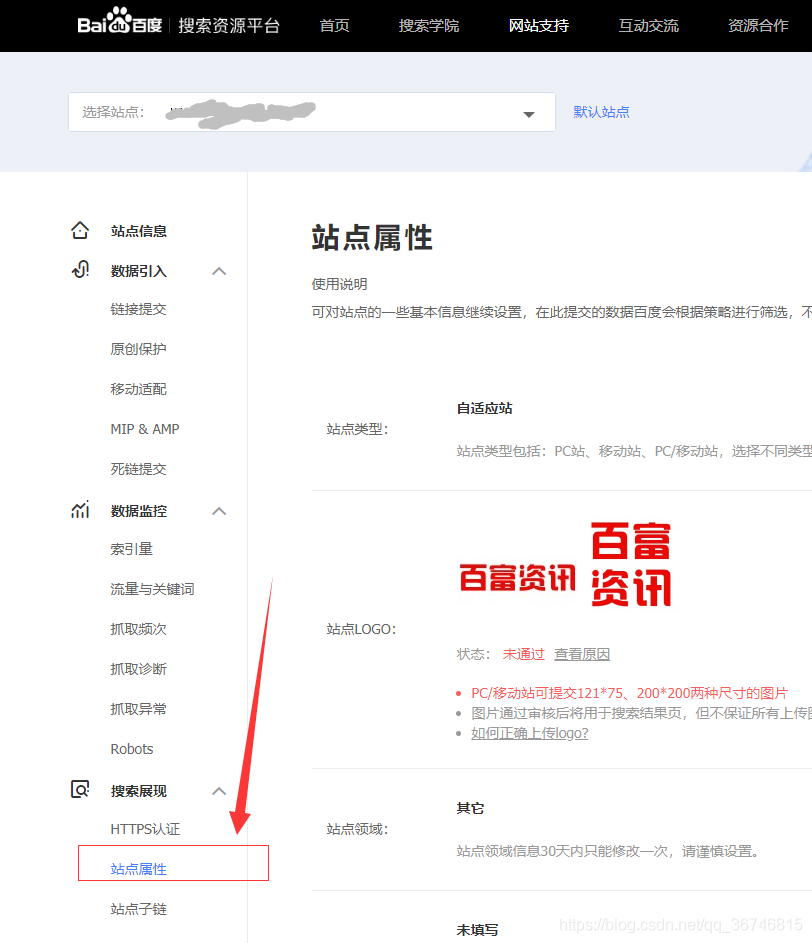 Bai百度 搜索资源平台 首页 搜索学院 网站支持 互动交流 资源合作
选择站点： 默认站点
站点信息
数据引入
链接提交
原创保护
移动适配
MIP & AMP
死链提交
数据监控
索引量
流量与关键词
抓取频次
抓取诊断
抓取异常
Robots
搜索展现
HTTPS认证
站点属性
站点子链
站点属性
使用说明
可对站点的一些基本信息继续设置，在此提交的数据百度会根据策略进行筛选，不
站点类型： 自适应站
站点类型包括：PC站、移动站、PC/移动站，选择不同类型
站点LOGO：
百富资讯
百富
资讯
状态： 未通过 查看原因
PC/移动站可提交121*75、200*200两种尺寸的图片
图片通过审核后将用于搜索结果页，但不保证所有上传图
如何正确上传logo?
站点领域： 其它
站点领域信息30天内只能修改一次，请谨慎设置。
未填写
https://blog.csdn.net/qq_36746815